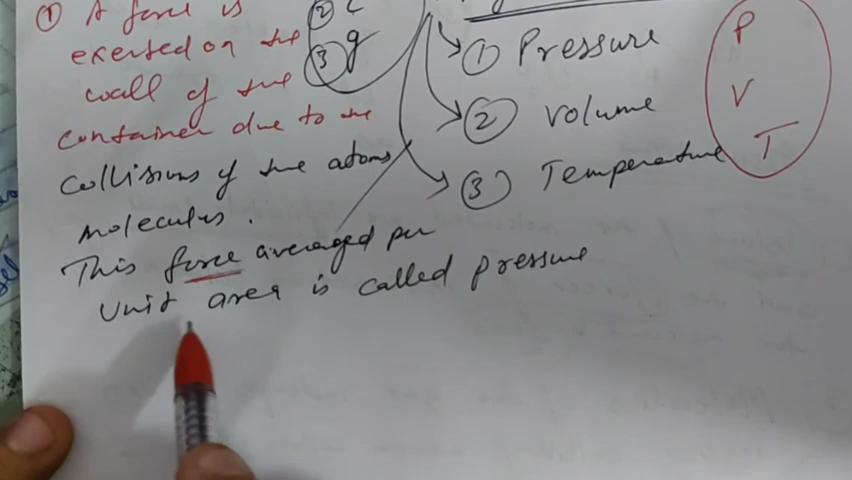 ① A force is
exerted on the
wall of the
container due to the
collisions of the atoms
molecules.
This force averaged per
unit area is called pressure
②
③ g
① Pressure
② volume
③ Temperature
P
V
T